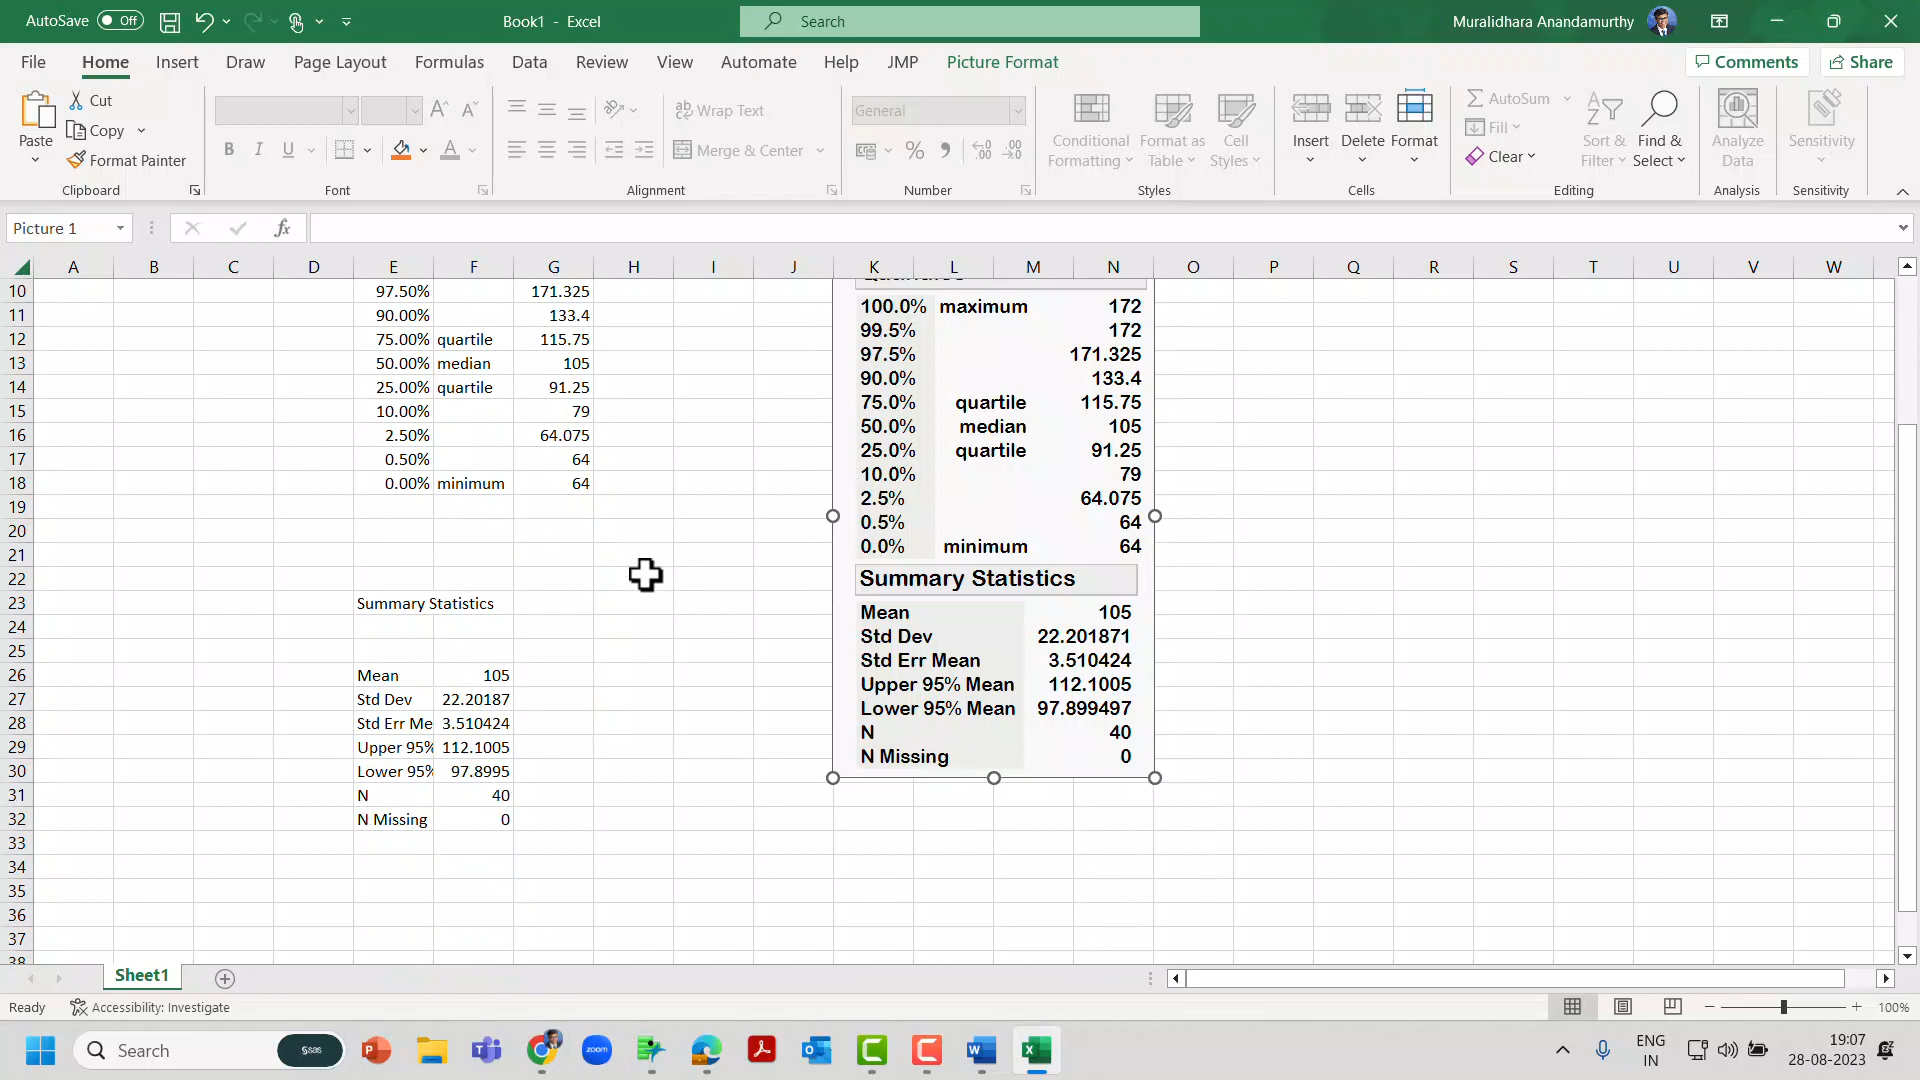 AutoSave Off Book1 - Excel Search Muralidhara Anandamurthy
File Home Insert Draw Page Layout Formulas Data Review View Automate Help JMP Picture Format Comments Share
Paste Cut Copy Format Painter
Wrap Text Merge & Center
General
Conditional Formatting Format as Table Cell Styles
Insert Delete Format
AutoSum Fill Clear Sort & Filter Find & Select
Analyze Data Sensitivity
Clipboard Font Alignment Number Styles Cells Editing Analysis Sensitivity
Picture 1 fx
A B C D E F G H I J K L M N O P Q R S T U V W
10 97.50% 171.325
11 90.00% 133.4
12 75.00% quartile 115.75
13 50.00% median 105
14 25.00% quartile 91.25
15 10.00% 79
16 2.50% 64.075
17 0.50% 64
18 0.00% minimum 64
19
20
21
22
23 Summary Statistics
24
25
26 Mean 105
27 Std Dev 22.20187
28 Std Err Me 3.510424
29 Upper 95% 112.1005
30 Lower 95% 97.8995
31 N 40
32 N Missing 0
33
34
35
36
37
38
100.0% maximum 172
99.5% 172
97.5% 171.325
90.0% 133.4
75.0% quartile 115.75
50.0% median 105
25.0% quartile 91.25
10.0% 79
2.5% 64.075
0.5% 64
0.0% minimum 64
Summary Statistics
Mean 105
Std Dev 22.201871
Std Err Mean 3.510424
Upper 95% Mean 112.1005
Lower 95% Mean 97.899497
N 40
N Missing 0
Sheet1
Ready Accessibility: Investigate 100%
Search sas zoom ENG IN 19:07 28-08-2023